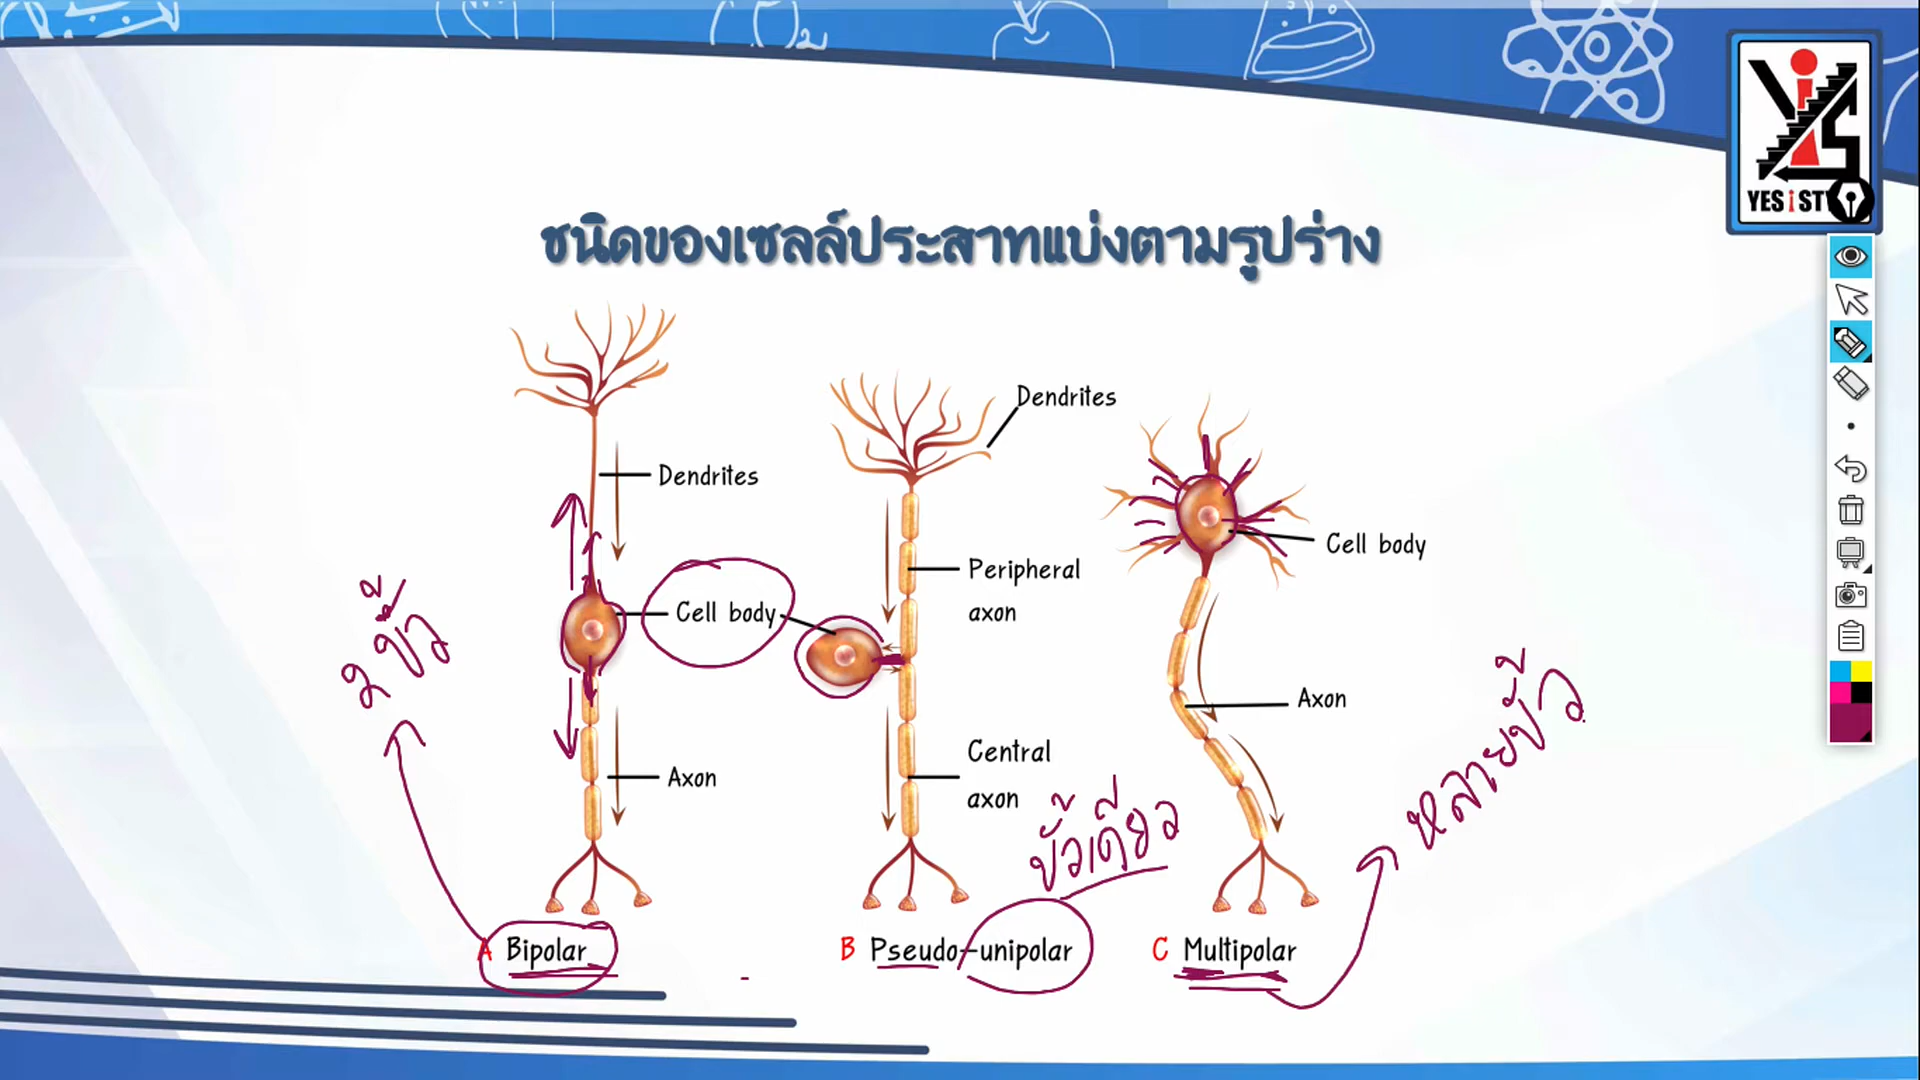 YES iSTY
ชนิดของเซลล์ประสาทแบ่งตามรูปร่าง
Dendrites
Dendrites
Cell body
Peripheral
axon
Cell body
2 ขั้ว
Axon
Axon
Central
axon
ขั้วเดียว
หลายขั้ว
A Bipolar
B Pseudo-unipolar
C Multipolar